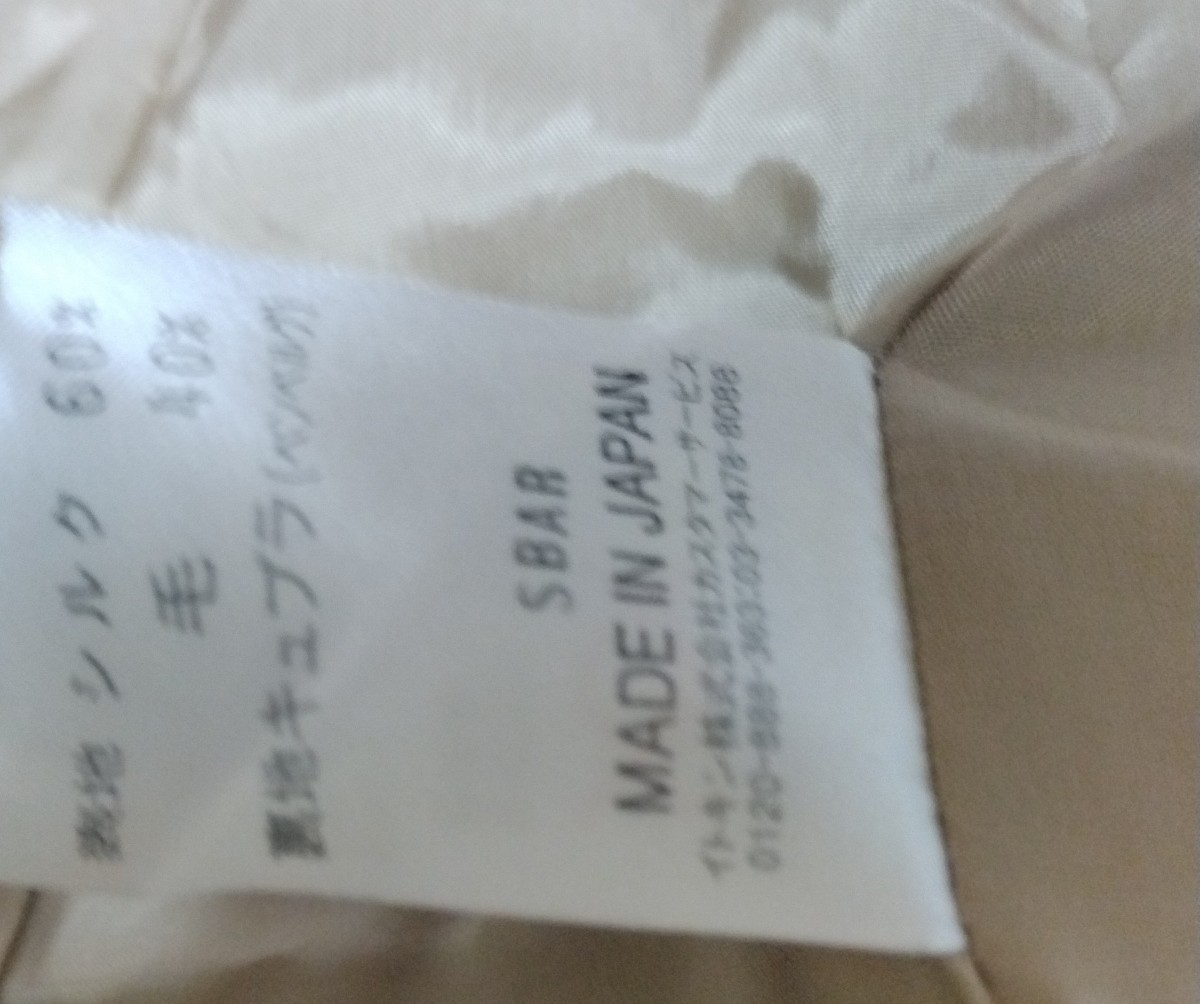 表地 シルク 60%
毛 40%
裏地 キュプラ(ベンベルグ)
SBAR
MADE IN JAPAN
イトキン株式会社カスタマーサービス
0120-888-363:03-3478-8088